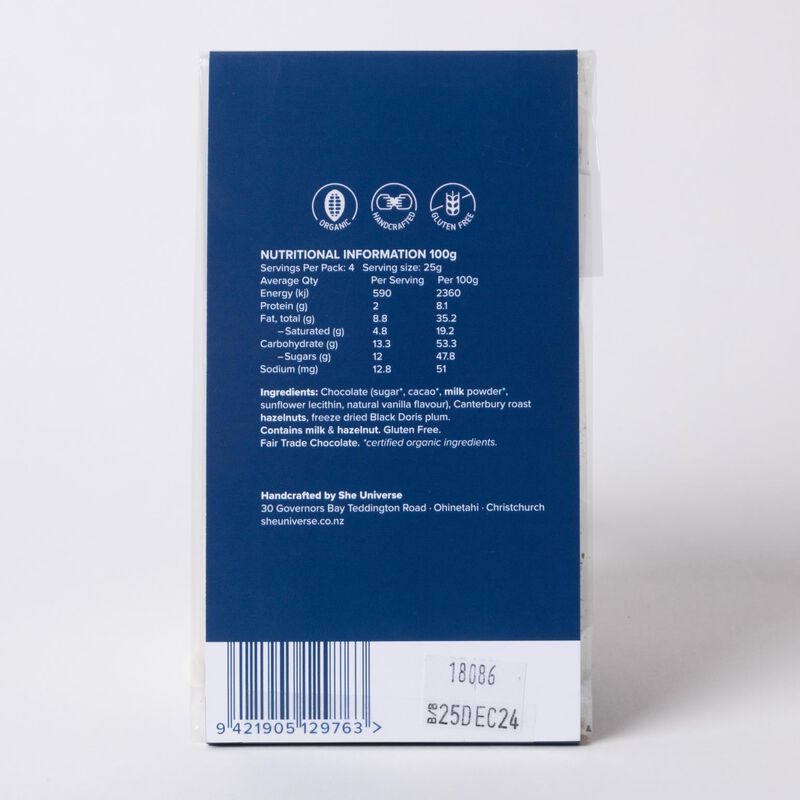 ORGANIC HANDCRAFTED GLUTEN FREE
NUTRITIONAL INFORMATION 100g
Servings Per Pack: 4 Serving size: 25g
Average Qty Per Serving Per 100g
Energy (kj) 590 2360
Protein (g) 2 8.1
Fat, total (g) 8.8 35.2
–Saturated (g) 4.8 19.2
Carbohydrate (g) 13.3 53.3
–Sugars (g) 12 47.8
Sodium (mg) 12.8 51
Ingredients: Chocolate (sugar*, cacao*, milk powder*,
sunflower lecithin, natural vanilla flavour), Canterbury roast
hazelnuts, freeze dried Black Doris plum.
Contains milk & hazelnut. Gluten Free.
Fair Trade Chocolate. *certified organic ingredients.
Handcrafted by She Universe
30 Governors Bay Teddington Road · Ohinetahi · Christchurch
sheuniverse.co.nz
18086
B/B 25DEC24
9 421905 129763 >